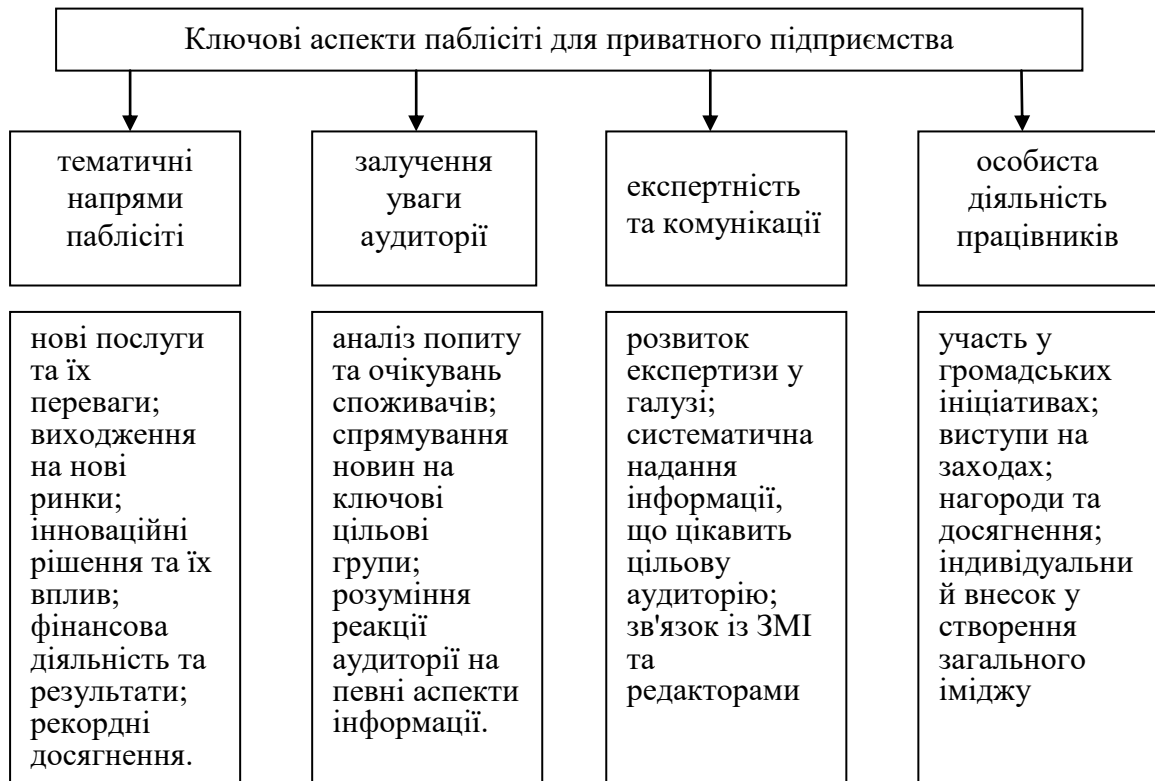 Ключові аспекти паблісіті для приватного підприємства
тематичні
напрями
паблісіті
залучення
уваги
аудиторії
експертність
та комунікації
особиста
діяльність
працівників
нові послуги
та їх
переваги;
виходження
на нові
ринки;
інноваційні
рішення та їх
вплив;
фінансова
діяльність та
результати;
рекордні
досягнення.
аналіз попиту
та очікувань
споживачів;
спрямування
новин на
ключові
цільові
групи;
розуміння
реакції
аудиторії на
певні аспекти
інформації.
розвиток
експертизи у
галузі;
систематична
надання
інформації,
що цікавить
цільову
аудиторію;
зв'язок із ЗМІ
та
редакторами
участь у
громадських
ініціативах;
виступи на
заходах;
нагороди та
досягнення;
індивідуальни
й внесок у
створення
загального
іміджу